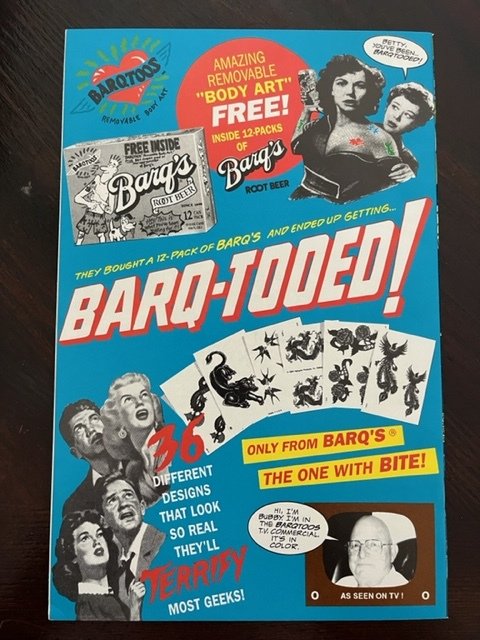 BARQTOOS
REMOVABLE BODY ART
AMAZING
REMOVABLE
"BODY ART"
FREE!
INSIDE 12-PACKS
OF
Barq's
ROOT BEER
BETTY,
YOU'VE BEEN...
BARQTOOED!
BARQTOOS
FREE INSIDE
Barq's
ROOT BEER
12
THEY BOUGHT A 12-PACK OF BARQ'S AND ENDED UP GETTING...
BARQ-TOOED!
36
DIFFERENT
DESIGNS
THAT LOOK
SO REAL
THEY'LL
TERRIFY
MOST GEEKS!
ONLY FROM BARQ'S®
THE ONE WITH BITE!
HI, I'M
BUBBY. I'M IN
THE BARQTOOS
T.V. COMMERCIAL.
IT'S IN
COLOR.
AS SEEN ON TV!